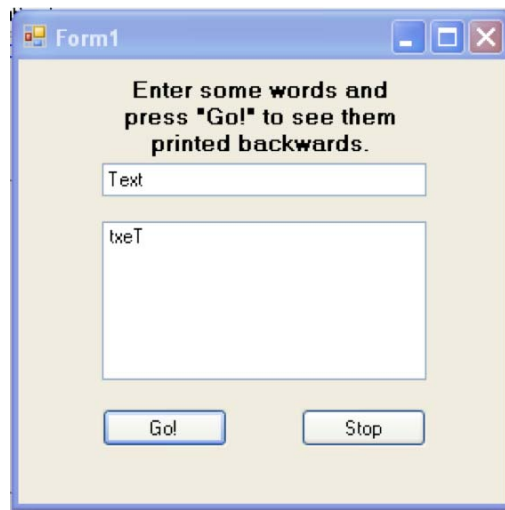 Form1
Enter some words and
press "Go!" to see them
printed backwards.
Text
txeT
Go! Stop